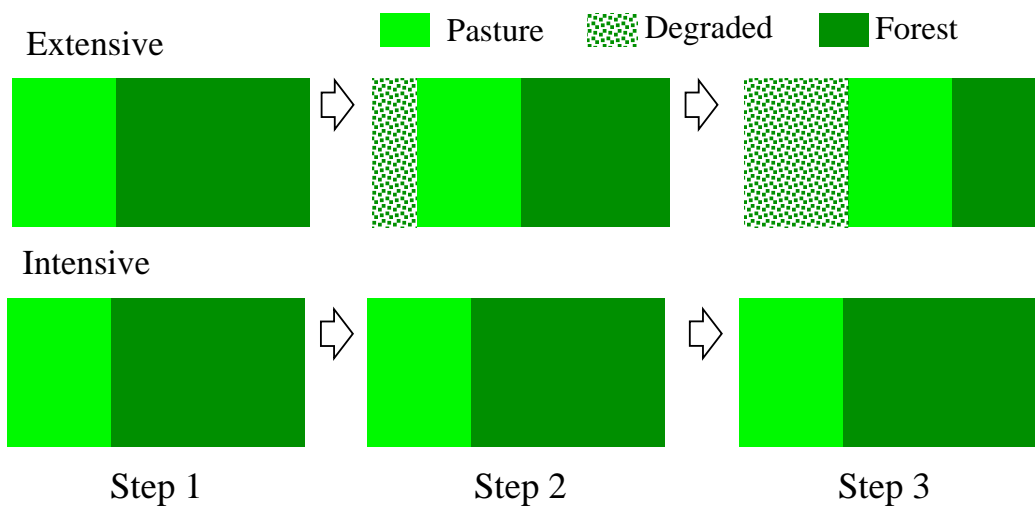 Extensive
Pasture
Degraded
Forest
Intensive
Step 1
Step 2
Step 3